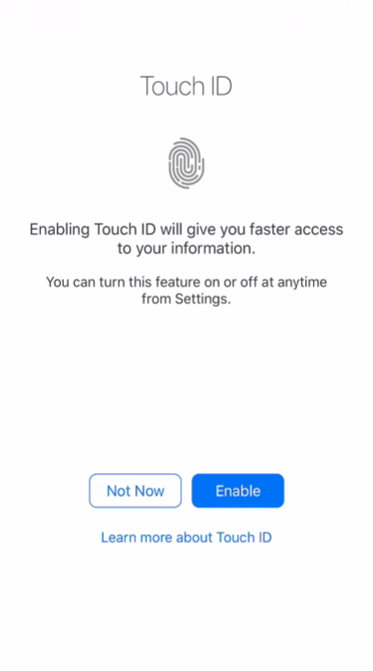 Touch ID
Enabling Touch ID will give you faster access
to your information.
You can turn this feature on or off at anytime
from Settings.
Not Now
Enable
Learn more about Touch ID